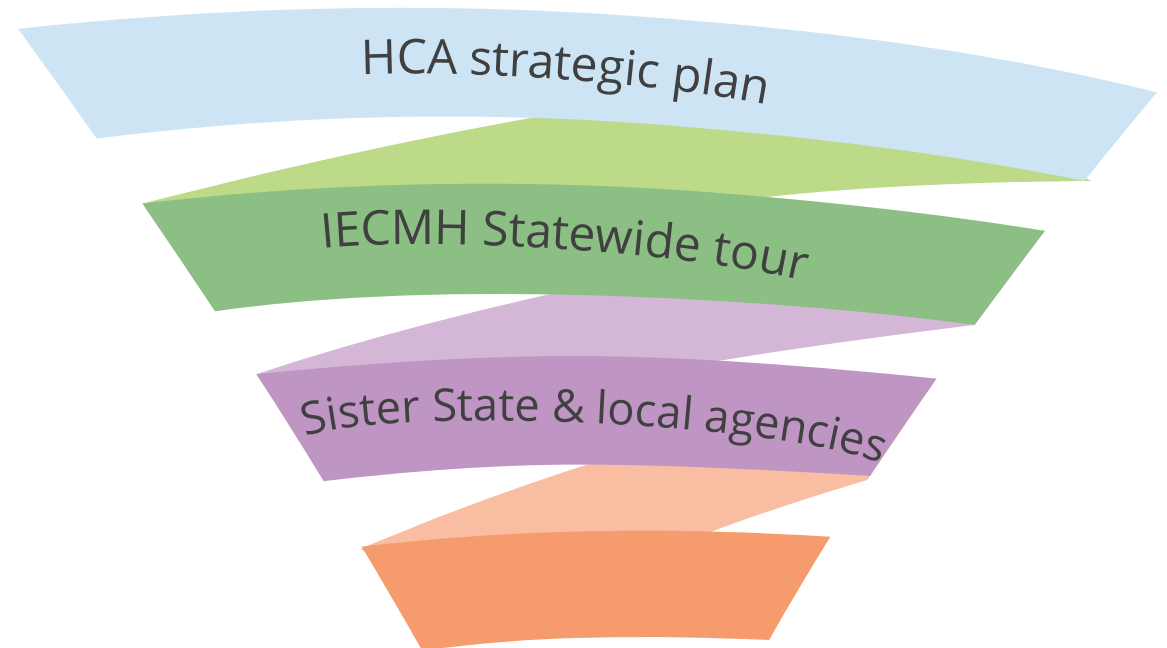 HCA strategic plan
IECMH Statewide tour
Sister State & local agencies